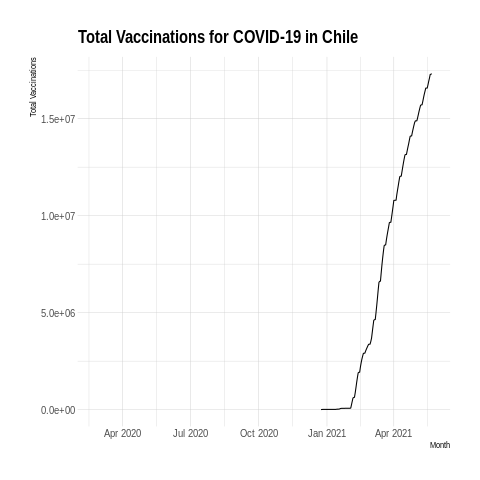 Total Vaccinations for COVID-19 in Chile
Total Vaccinations
1.5e+07
1.0e+07
5.0e+06
0.0e+00
Apr 2020 Jul 2020 Oct 2020 Jan 2021 Apr 2021
Month